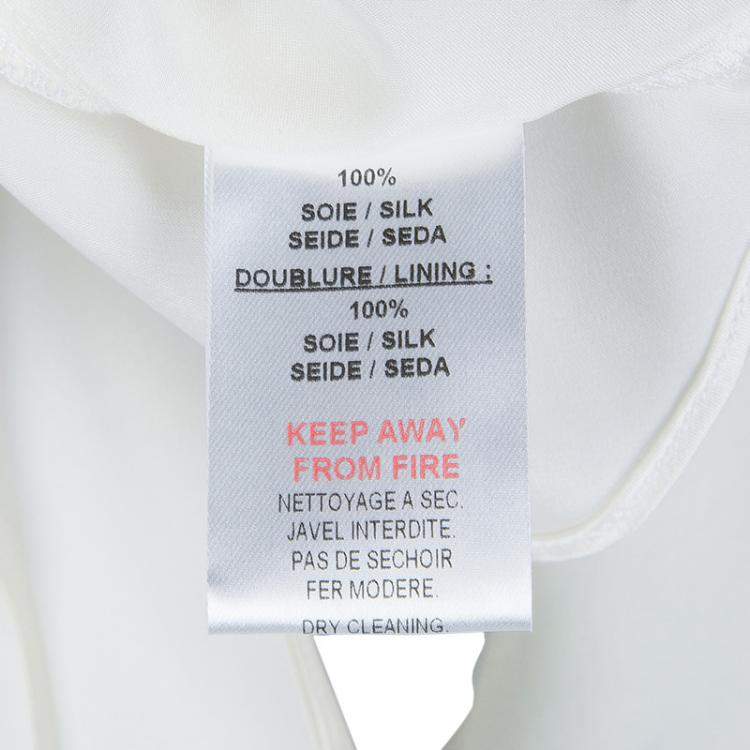 100%
SOIE / SILK
SEIDE / SEDA
DOUBLURE / LINING :
100%
SOIE / SILK
SEIDE / SEDA
KEEP AWAY
FROM FIRE
NETTOYAGE A SEC.
JAVEL INTERDITE.
PAS DE SECHOIR
FER MODERE.
DRY CLEANING.